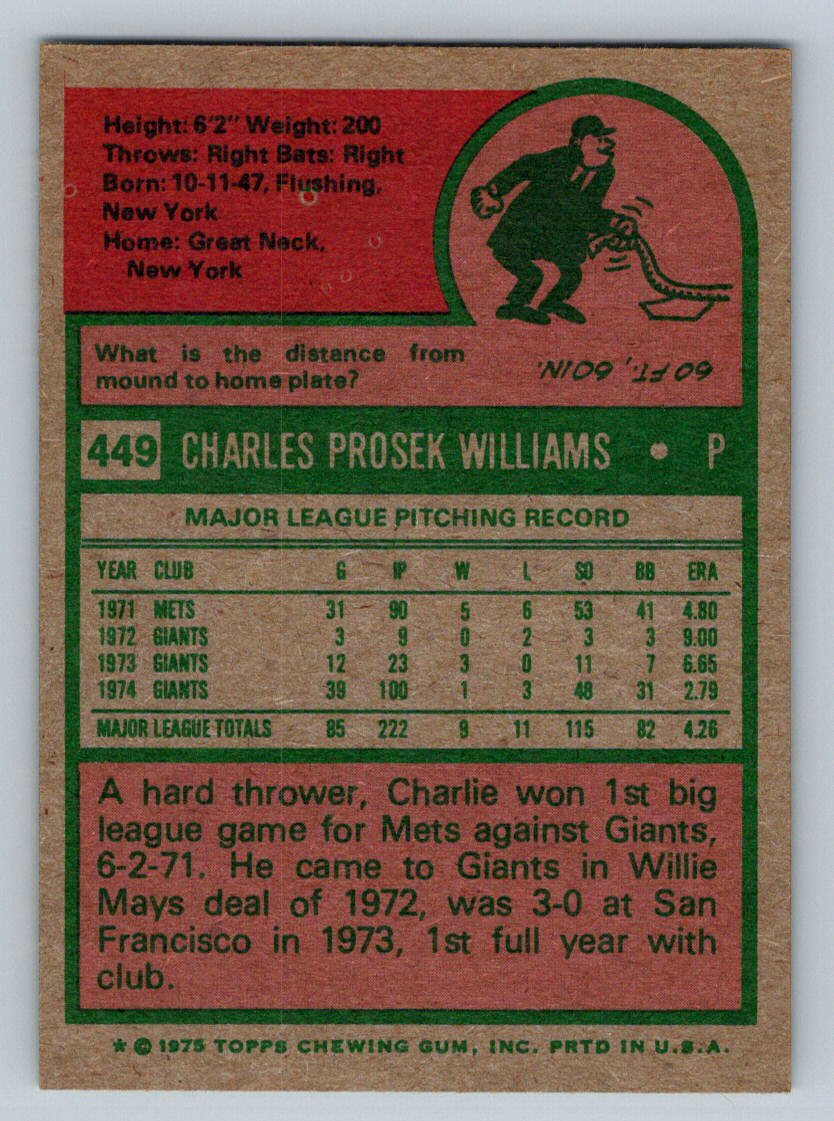 Height: 6'2" Weight: 200
Throws: Right Bats: Right
Born: 10-11-47, Flushing,
New York
Home: Great Neck,
New York
What is the distance from
mound to home plate?
60 FT., 60 IN.
449 CHARLES PROSEK WILLIAMS • P
MAJOR LEAGUE PITCHING RECORD
YEAR CLUB G IP W L SO BB ERA
1971 METS 31 90 5 6 53 41 4.80
1972 GIANTS 3 9 0 2 3 3 9.00
1973 GIANTS 12 23 3 0 11 7 6.65
1974 GIANTS 39 100 1 3 48 31 2.79
MAJOR LEAGUE TOTALS 85 222 9 11 115 82 4.26
A hard thrower, Charlie won 1st big
league game for Mets against Giants,
6-2-71. He came to Giants in Willie
Mays deal of 1972, was 3-0 at San
Francisco in 1973, 1st full year with
club.
* © 1975 TOPPS CHEWING GUM, INC. PRTD IN U.S.A.